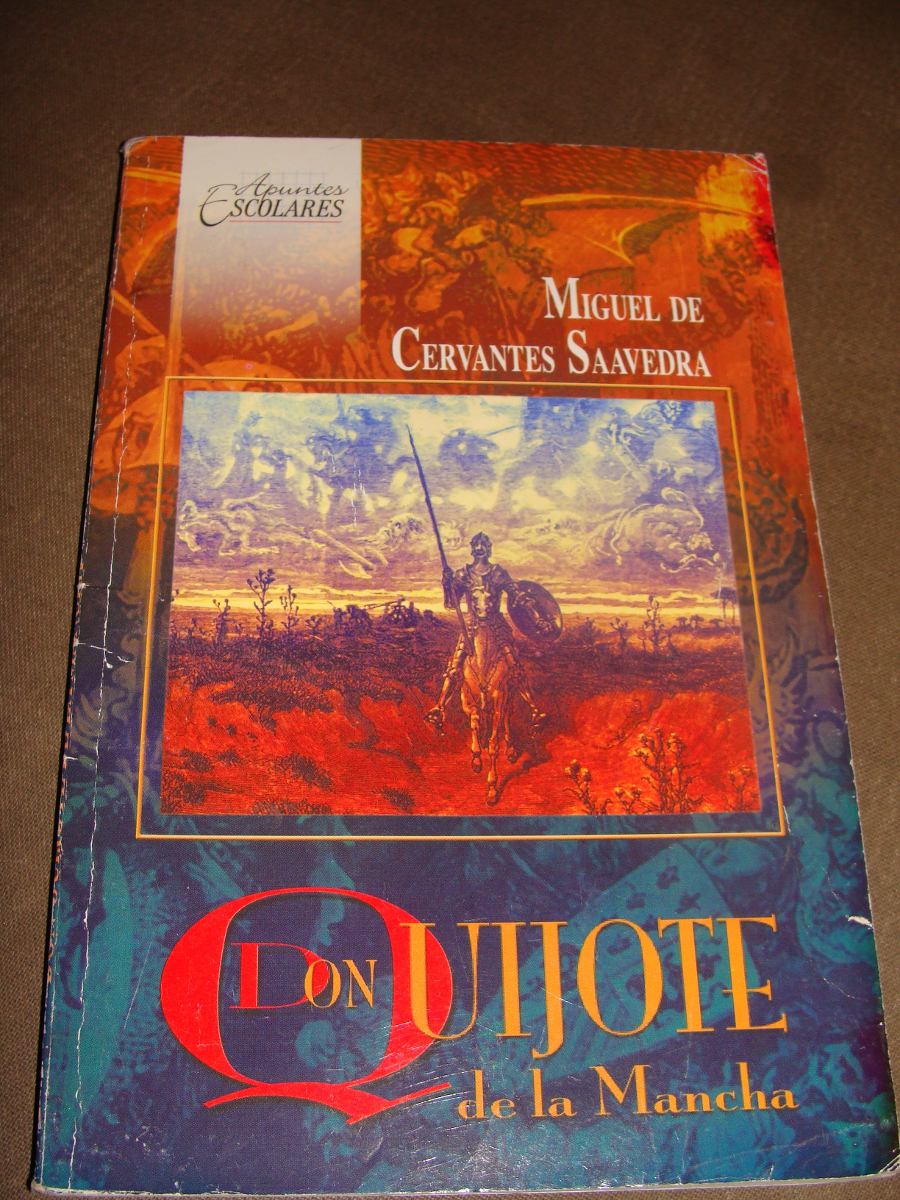 Apuntes
ESCOLARES
MIGUEL DE
CERVANTES SAAVEDRA
DON QUIJOTE
de la Mancha